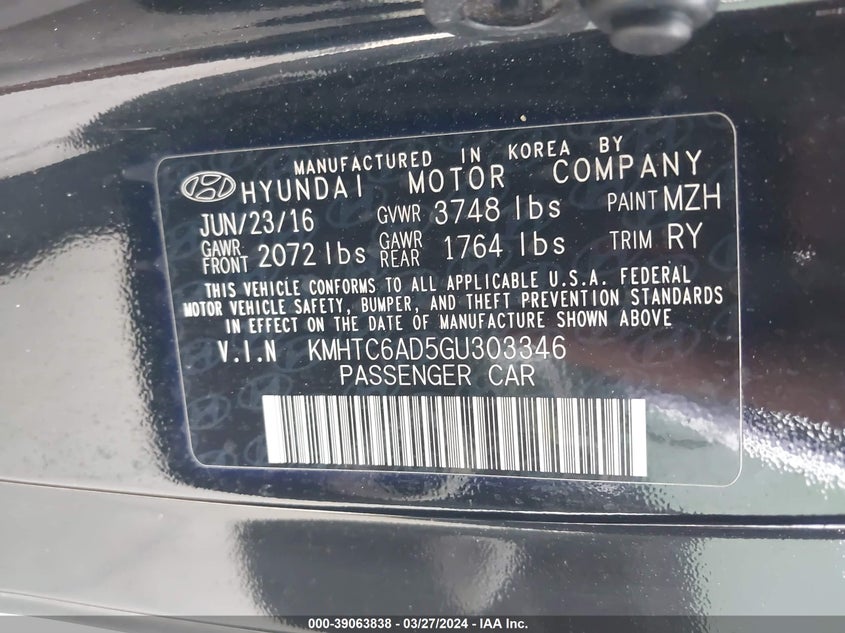 MANUFACTURED IN KOREA BY
HYUNDAI MOTOR COMPANY
JUN/23/16 GVWR 3748 lbs PAINT MZH
GAWR FRONT 2072 lbs GAWR REAR 1764 lbs TRIM RY
THIS VEHICLE CONFORMS TO ALL APPLICABLE U.S.A. FEDERAL
MOTOR VEHICLE SAFETY, BUMPER, AND THEFT PREVENTION STANDARDS
IN EFFECT ON THE DATE OF MANUFACTURE SHOWN ABOVE
V.I.N KMHTC6AD5GU303346
PASSENGER CAR
000-39063838 - 03/27/2024 - IAA Inc.